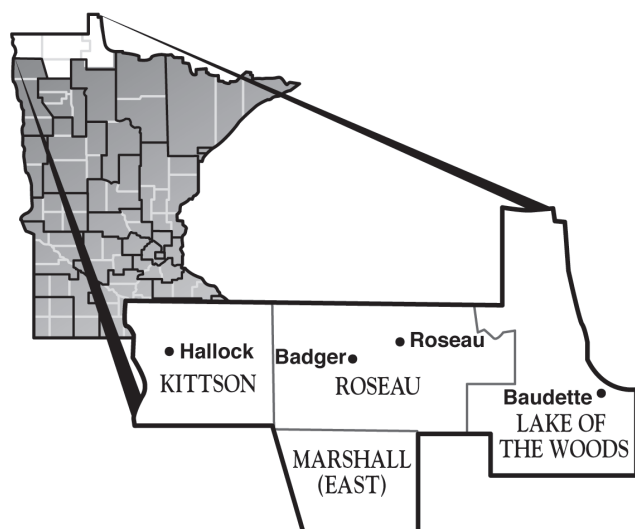 Hallock
KITTSON
Badger
Roseau
ROSEAU
Baudette
LAKE OF
THE WOODS
MARSHALL
(EAST)